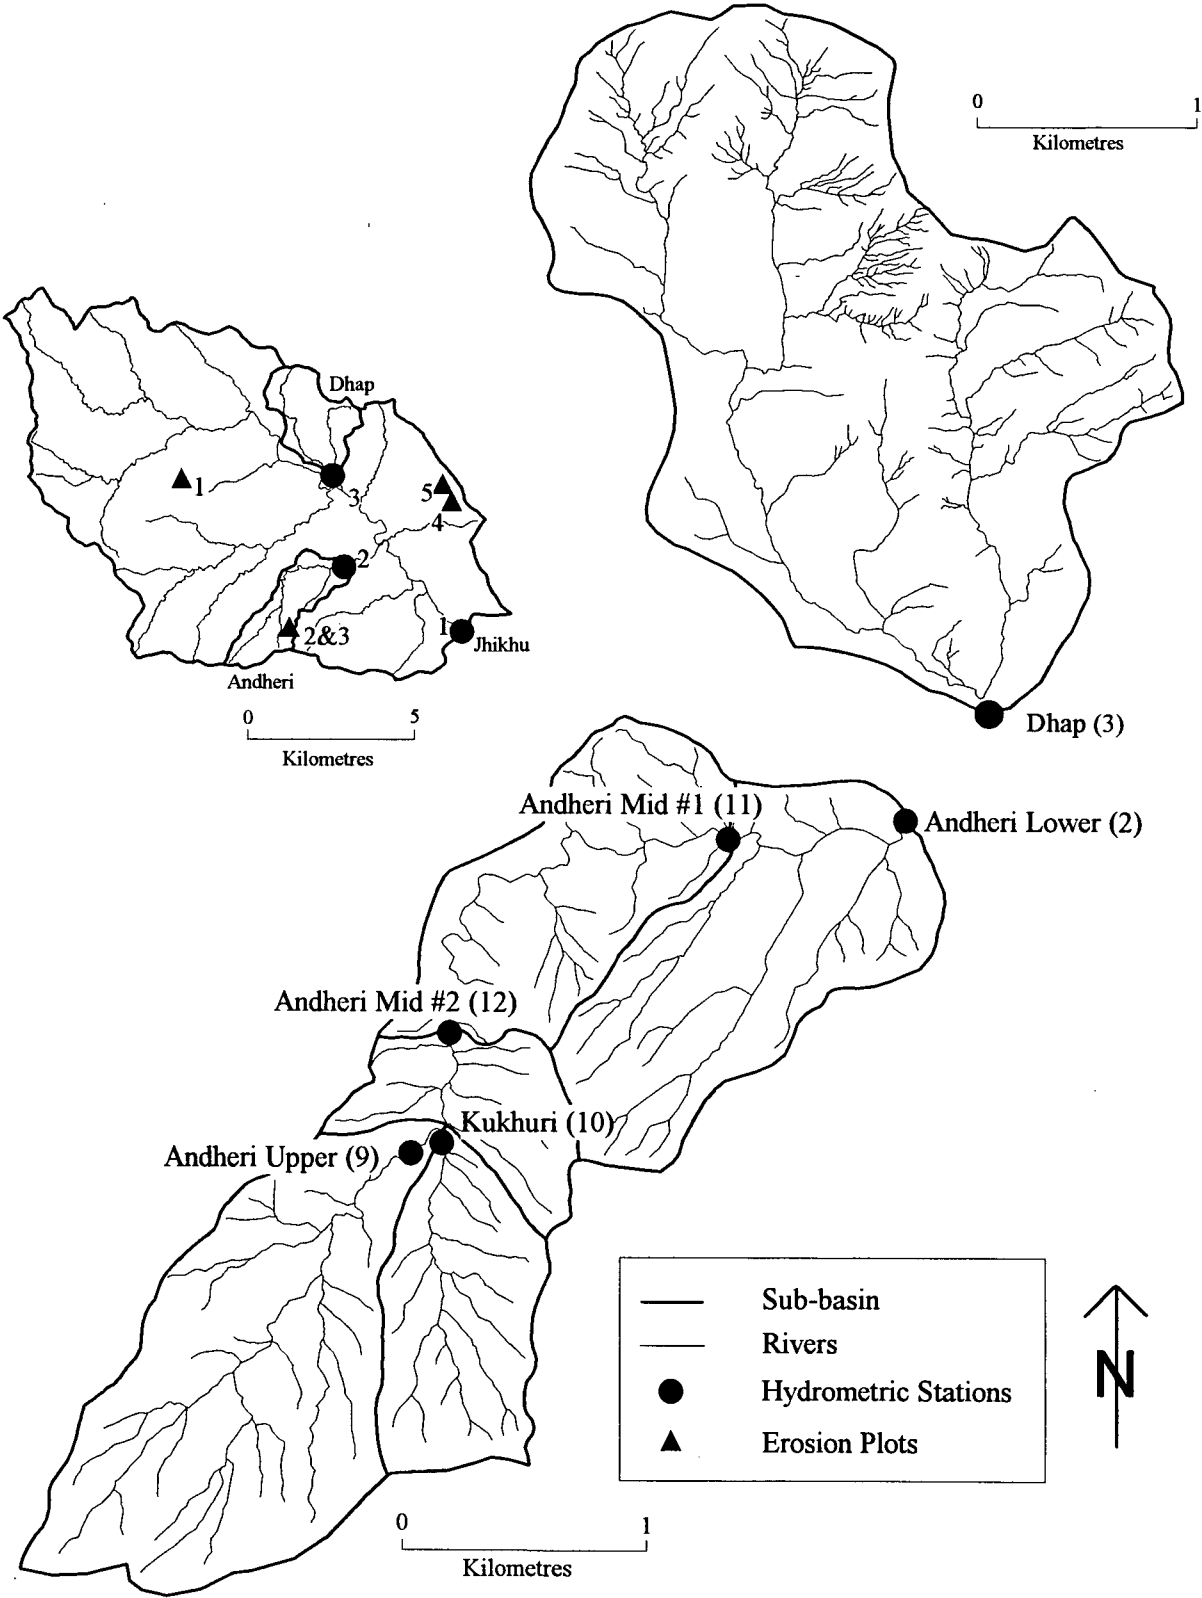 0 1
Kilometres
Dhap
1
3
5
4
2
2&3
1
Jhikhu
Andheri
0 5
Kilometres
Dhap (3)
Andheri Mid #1 (11)
Andheri Lower (2)
Andheri Mid #2 (12)
Kukhuri (10)
Andheri Upper (9)
Sub-basin
Rivers
Hydrometric Stations
Erosion Plots
N
0 1
Kilometres